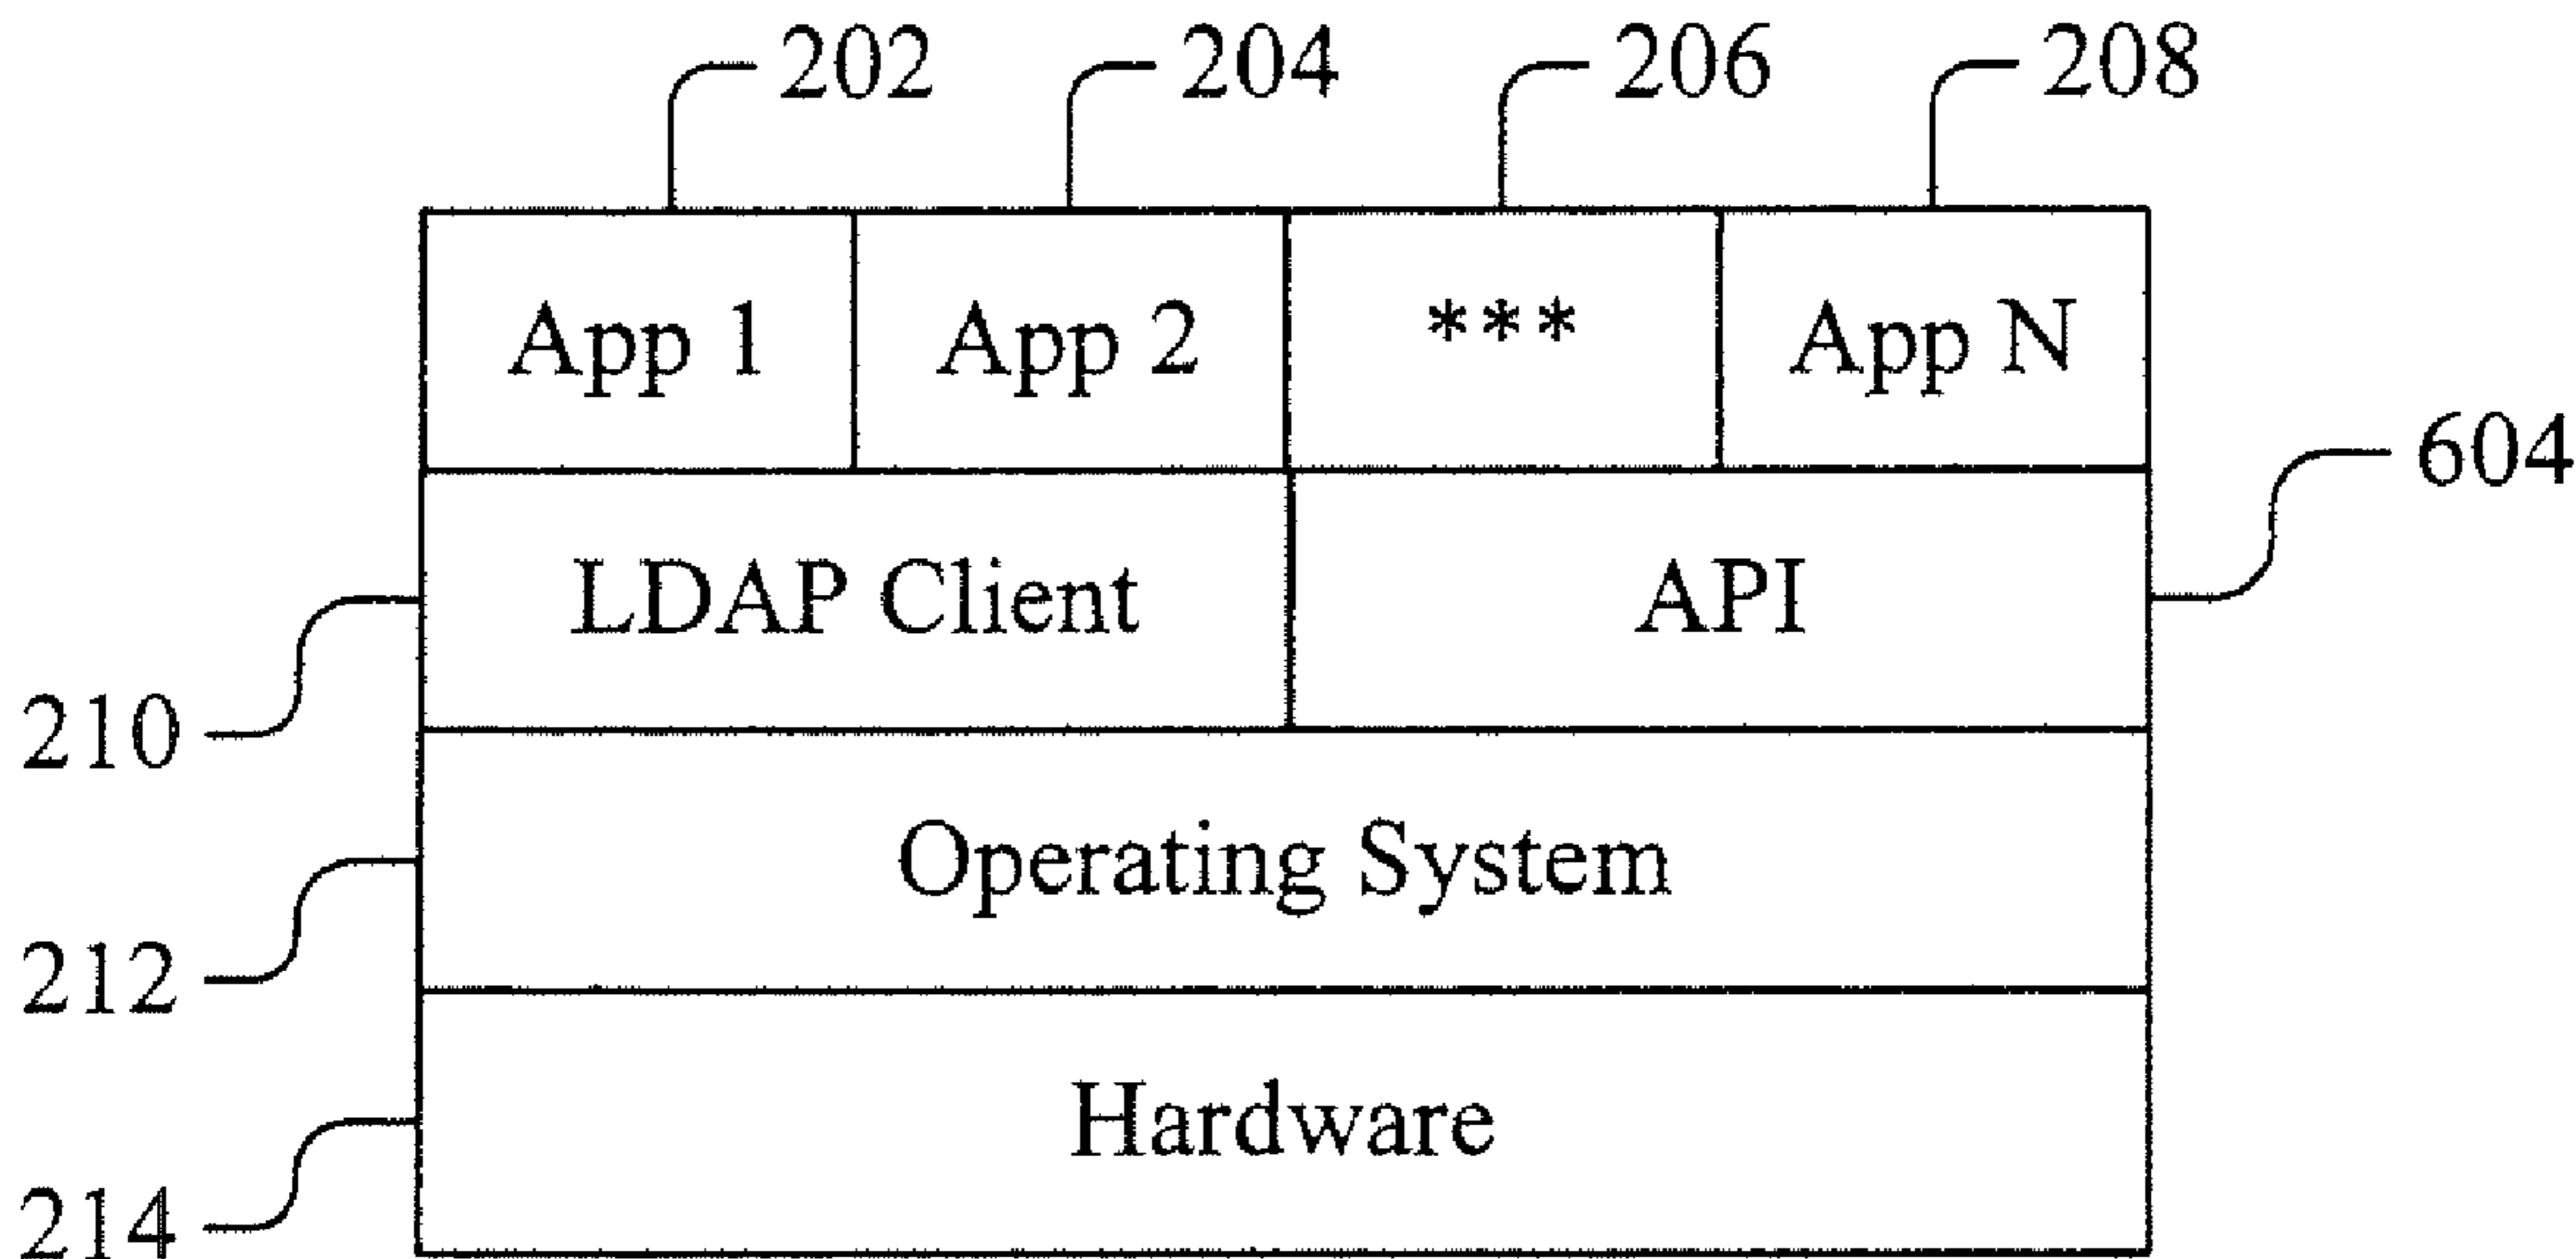 202 204 206 208
App 1 App 2 *** App N
604
LDAP Client API
210
Operating System
212
Hardware
214